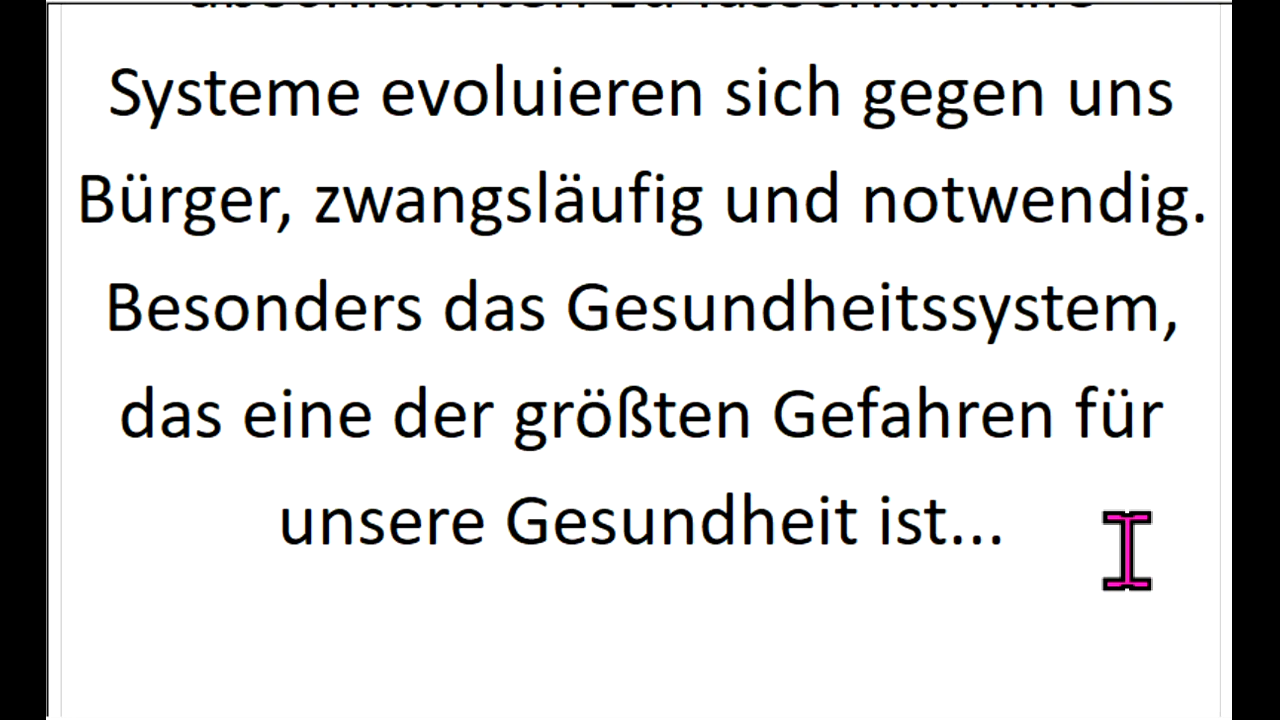 Systeme evoluieren sich gegen uns
Bürger, zwangsläufig und notwendig.
Besonders das Gesundheitssystem,
das eine der größten Gefahren für
unsere Gesundheit ist...